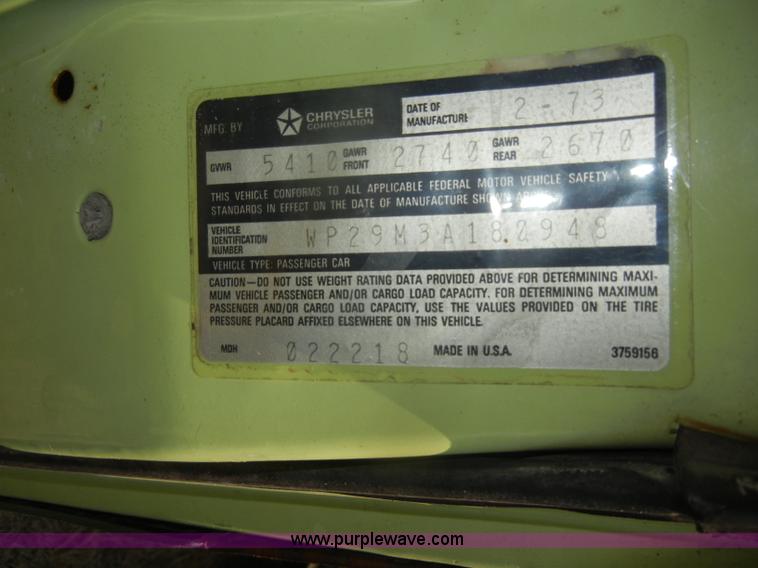 MFG. BY CHRYSLER CORPORATION DATE OF MANUFACTURE 2-73
GVWR 5410 GAWR FRONT 2740 GAWR REAR 2670
THIS VEHICLE CONFORMS TO ALL APPLICABLE FEDERAL MOTOR VEHICLE SAFETY
STANDARDS IN EFFECT ON THE DATE OF MANUFACTURE SHOWN
VEHICLE IDENTIFICATION NUMBER WP29M3A180948
VEHICLE TYPE: PASSENGER CAR
CAUTION—DO NOT USE WEIGHT RATING DATA PROVIDED ABOVE FOR DETERMINING MAXI-
MUM VEHICLE PASSENGER AND/OR CARGO LOAD CAPACITY. FOR DETERMINING MAXIMUM
PASSENGER AND/OR CARGO LOAD CAPACITY, USE THE VALUES PROVIDED ON THE TIRE
PRESSURE PLACARD AFFIXED ELSEWHERE ON THIS VEHICLE.
MDH 022218 MADE IN U.S.A. 3759156
www.purplewave.com